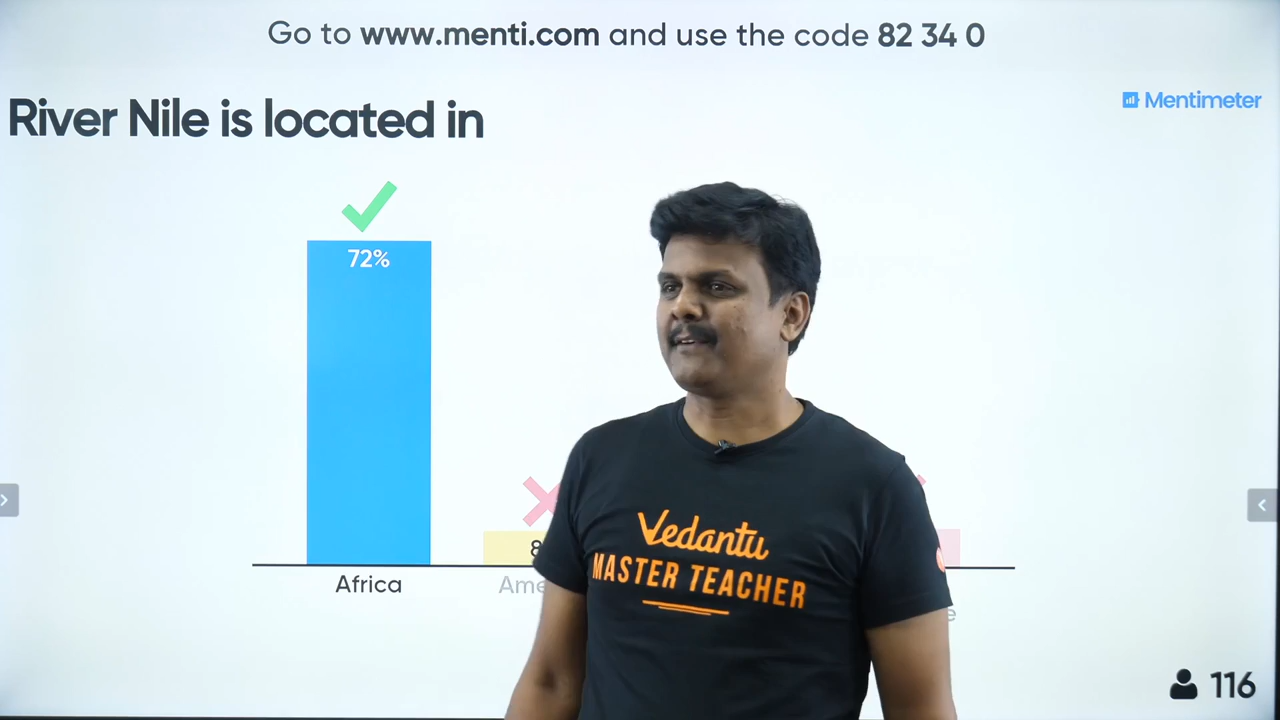 Go to www.menti.com and use the code 82 34 0
River Nile is located in
Mentimeter
72%
Africa
Vedantu
MASTER TEACHER
116